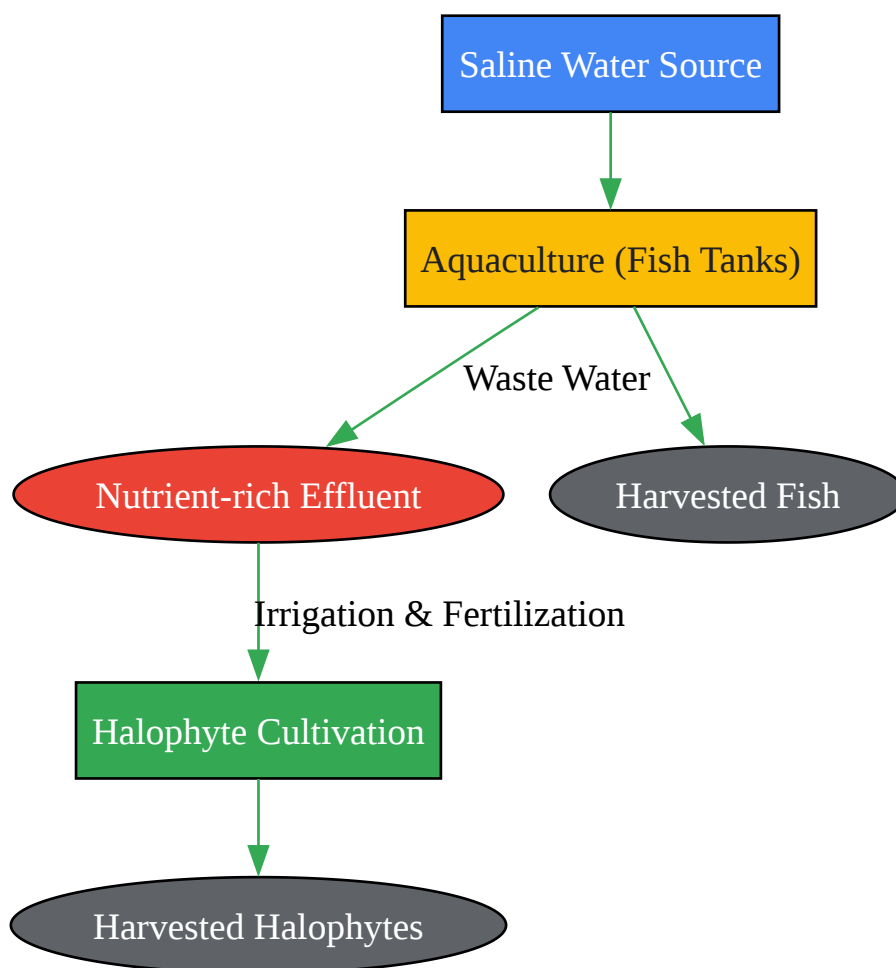 Saline Water Source
Aquaculture (Fish Tanks)
Waste Water
Nutrient-rich Effluent
Harvested Fish
Irrigation & Fertilization
Halophyte Cultivation
Harvested Halophytes